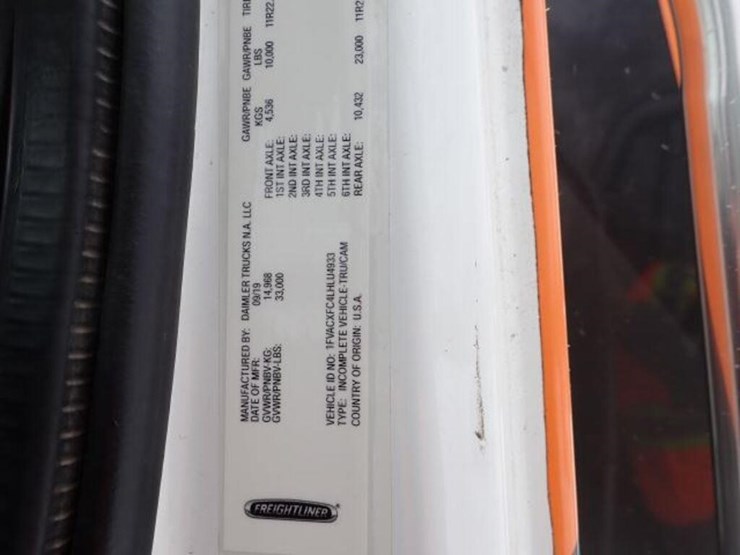 MANUFACTURED BY: DAIMLER TRUCKS N.A. LLC
DATE OF MFR: 09/19
GVWR/PNBV-KG: 14,968
GVWR/PNBV-LBS: 33,000
GAWR/PNBE GAWR/PNBE TIRE
KGS LBS
FRONT AXLE: 4,536 10,000 11R22.
1ST INT AXLE:
2ND INT AXLE:
3RD INT AXLE:
4TH INT AXLE:
5TH INT AXLE:
6TH INT AXLE:
REAR AXLE: 10,432 23,000 11R2
VEHICLE ID NO: 1FVACXFC4LHLU4933
TYPE: INCOMPLETE VEHICLE-TRU/CAM
COUNTRY OF ORIGIN: U.S.A.
FREIGHTLINER